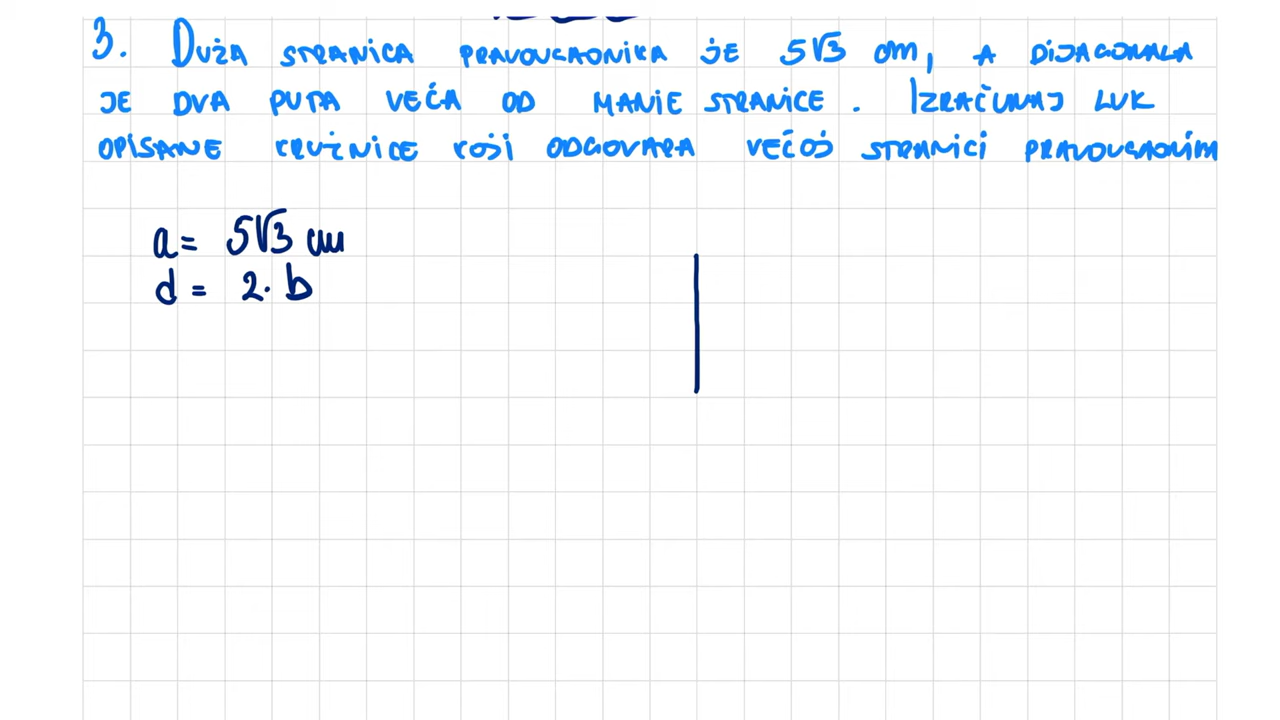 3. DUŽA STRANICA PRAVOUGAONIKA JE 5√3 cm, A DIJAGONALA
JE DVA PUTA VEĆA OD MANJE STRANICE. IZRAČUNAJ LUK
OPISANE KRUŽNICE KOJI ODGOVARA VEĆOJ STRANICI PRAVOUGAONIKA
a = 5√3 cm
d = 2 · b